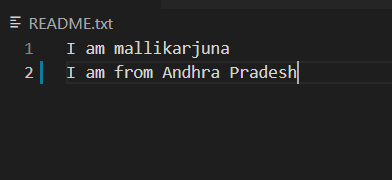 README.txt
1 I am mallikarjuna
2 I am from Andhra Pradesh